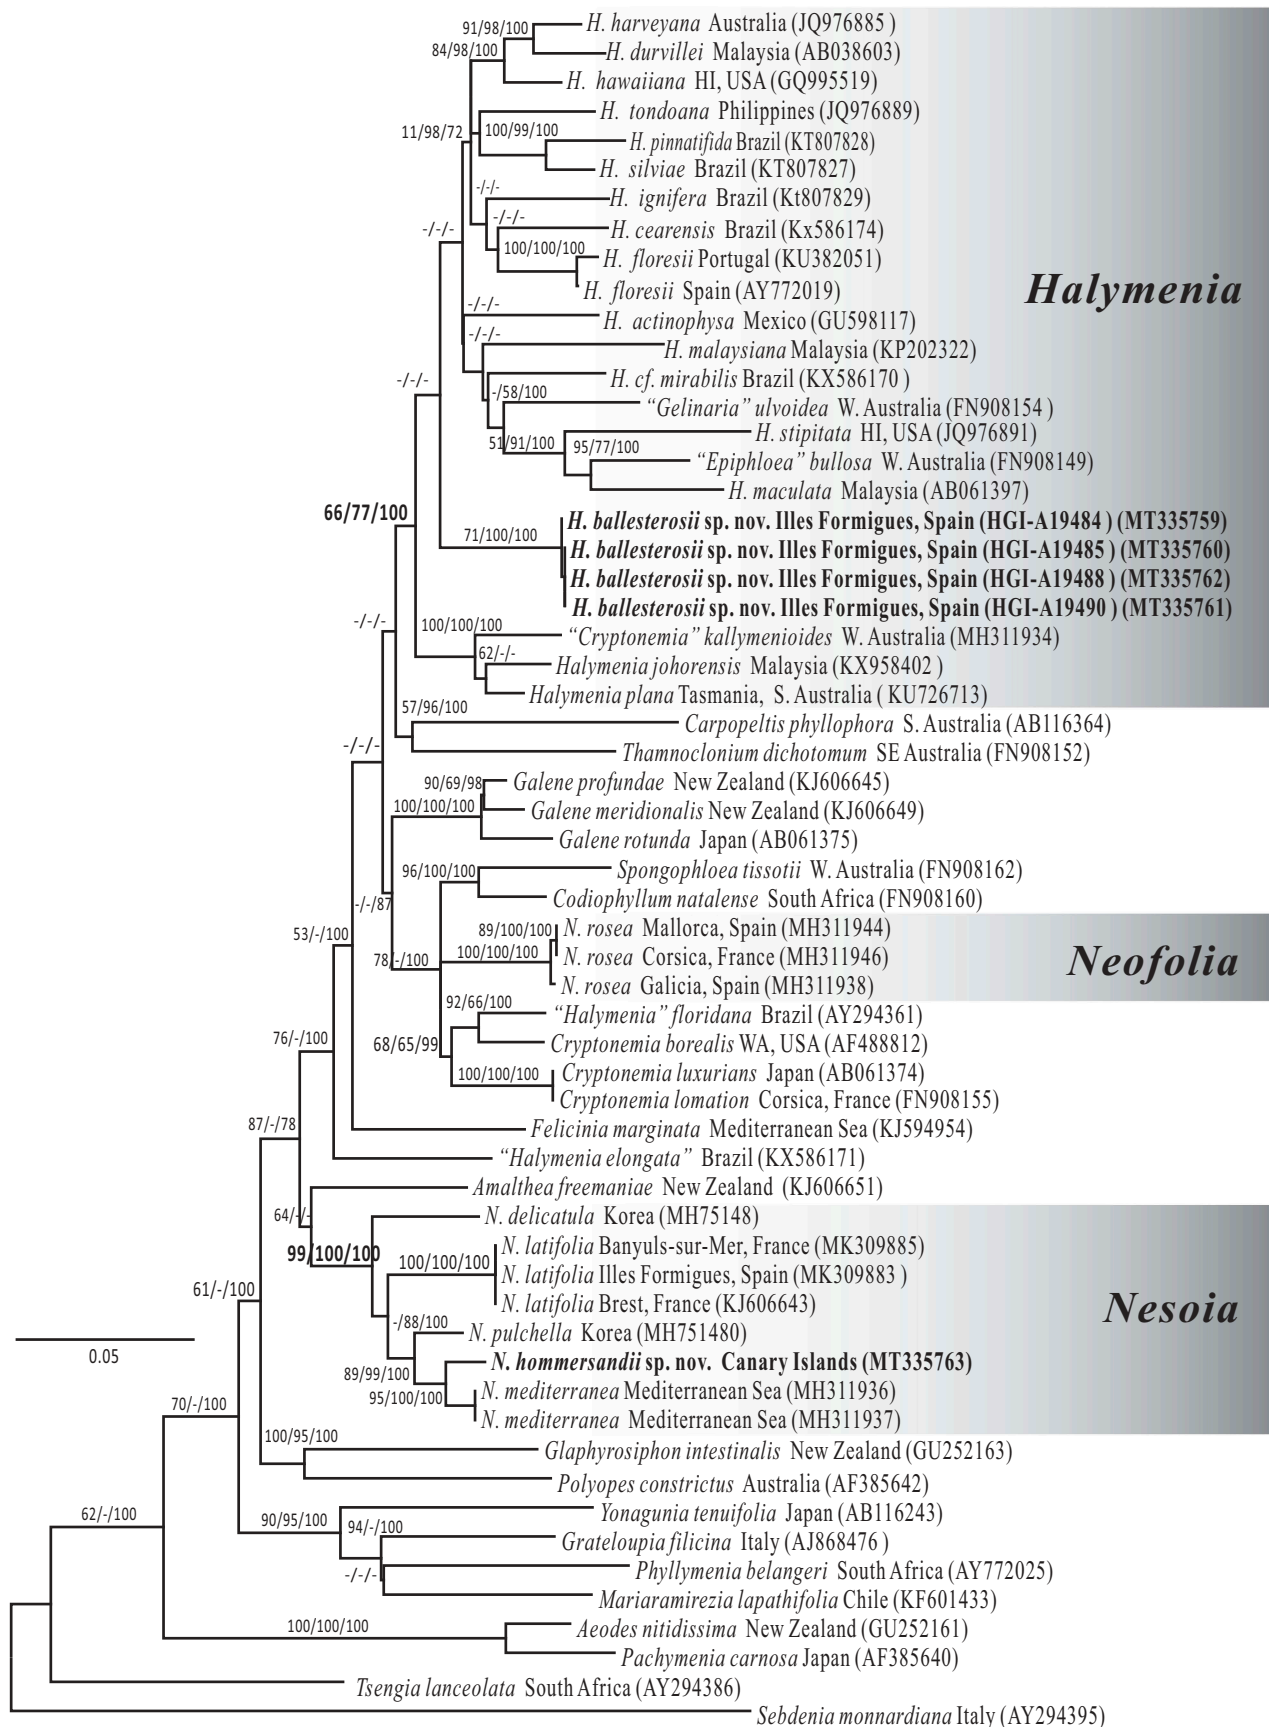 91/98/100
H. harveyana Australia (JQ976885 )
84/98/100
H. durvillei Malaysia (AB038603)
H. hawaiiana HI, USA (GQ995519)
H. tondoana Philippines (JQ976889)
11/98/72
100/99/100
H. pinnatifida Brazil (KT807828)
H. silviae Brazil (KT807827)
-/-/-
H. ignifera Brazil (Kt807829)
-/-/-
-/-/-
H. cearensis Brazil (Kx586174)
100/100/100
H. floresii Portugal (KU382051)
H. floresii Spain (AY772019)
Halymenia
-/-/-
H. actinophysa Mexico (GU598117)
-/-/-
H. malaysiana Malaysia (KP202322)
-/-/-
H. cf. mirabilis Brazil (KX586170 )
-/58/100
“Gelinaria” ulvoidea W. Australia (FN908154 )
H. stipitata HI, USA (JQ976891)
51/91/100
95/77/100
“Epiphloea” bullosa W. Australia (FN908149)
H. maculata Malaysia (AB061397)
66/77/100
H. ballesterosii sp. nov. Illes Formigues, Spain (HGI-A19484 ) (MT335759)
71/100/100
H. ballesterosii sp. nov. Illes Formigues, Spain (HGI-A19485 ) (MT335760)
H. ballesterosii sp. nov. Illes Formigues, Spain (HGI-A19488 ) (MT335762)
H. ballesterosii sp. nov. Illes Formigues, Spain (HGI-A19490 ) (MT335761)
-/-/-
100/100/100
“Cryptonemia” kallymenioides W. Australia (MH311934)
62/-/-
Halymenia johorensis Malaysia (KX958402 )
Halymenia plana Tasmania, S. Australia ( KU726713)
57/96/100
Carpopeltis phyllophora S. Australia (AB116364)
-/-/-
Thamnoclonium dichotomum SE Australia (FN908152)
90/69/98
Galene profundae New Zealand (KJ606645)
100/100/100
Galene meridionalis New Zealand (KJ606649)
Galene rotunda Japan (AB061375)
96/100/100
Spongophloea tissotii W. Australia (FN908162)
-/-/87
Codiophyllum natalense South Africa (FN908160)
53/-/100
89/100/100
N. rosea Mallorca, Spain (MH311944)
78/-/100
100/100/100
N. rosea Corsica, France (MH311946)
Neofolia
N. rosea Galicia, Spain (MH311938)
92/66/100
“Halymenia” floridana Brazil (AY294361)
76/-/100
68/65/99
Cryptonemia borealis WA, USA (AF488812)
100/100/100
Cryptonemia luxurians Japan (AB061374)
Cryptonemia lomation Corsica, France (FN908155)
87/-/78
Felicinia marginata Mediterranean Sea (KJ594954)
“Halymenia elongata” Brazil (KX586171)
Amalthea freemaniae New Zealand (KJ606651)
64/-/-
N. delicatula Korea (MH75148)
99/100/100
N. latifolia Banyuls-sur-Mer, France (MK309885)
100/100/100
N. latifolia Illes Formigues, Spain (MK309883 )
61/-/100
N. latifolia Brest, France (KJ606643)
Nesoia
-/88/100
N. pulchella Korea (MH751480)
0.05
N. hommersandii sp. nov. Canary Islands (MT335763)
89/99/100
N. mediterranea Mediterranean Sea (MH311936)
95/100/100
N. mediterranea Mediterranean Sea (MH311937)
70/-/100
100/95/100
Glaphyrosiphon intestinalis New Zealand (GU252163)
Polyopes constrictus Australia (AF385642)
62/-/100
90/95/100
Yonagunia tenuifolia Japan (AB116243)
94/-/100
Grateloupia filicina Italy (AJ868476 )
-/-/-
Phyllymenia belangeri South Africa (AY772025)
Mariaramirezia lapathifolia Chile (KF601433)
100/100/100
Aeodes nitidissima New Zealand (GU252161)
Pachymenia carnosa Japan (AF385640)
Tsengia lanceolata South Africa (AY294386)
Sebdenia monnardiana Italy (AY294395)